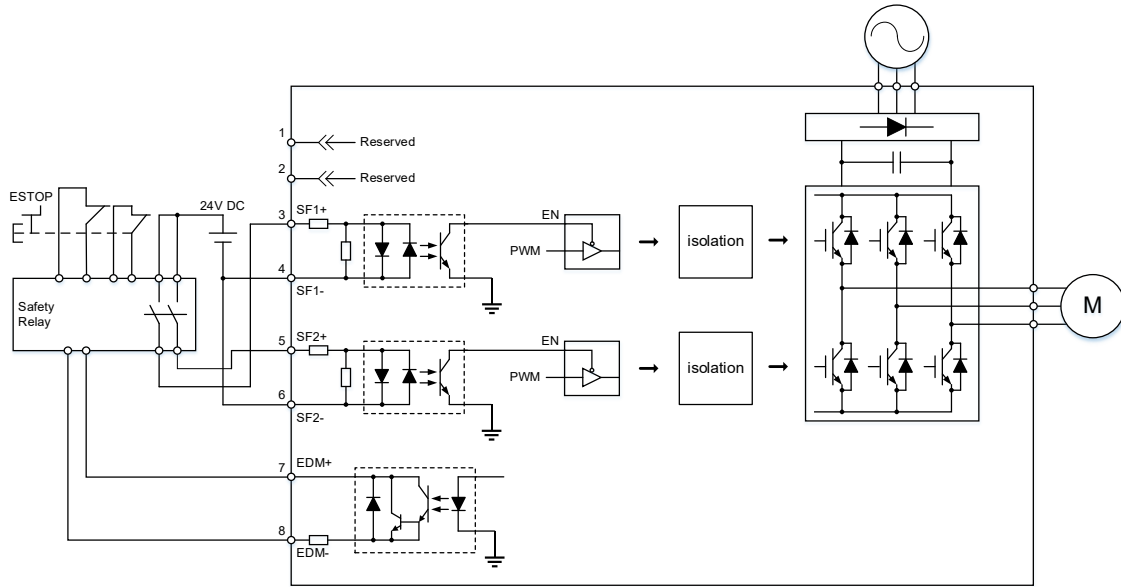 1
Reserved
2
Reserved
ESTOP
24V DC
3
SF1+
EN
PWM
isolation
4
SF1-
Safety
Relay
M
5
SF2+
EN
PWM
isolation
6
SF2-
7
EDM+
8
EDM-